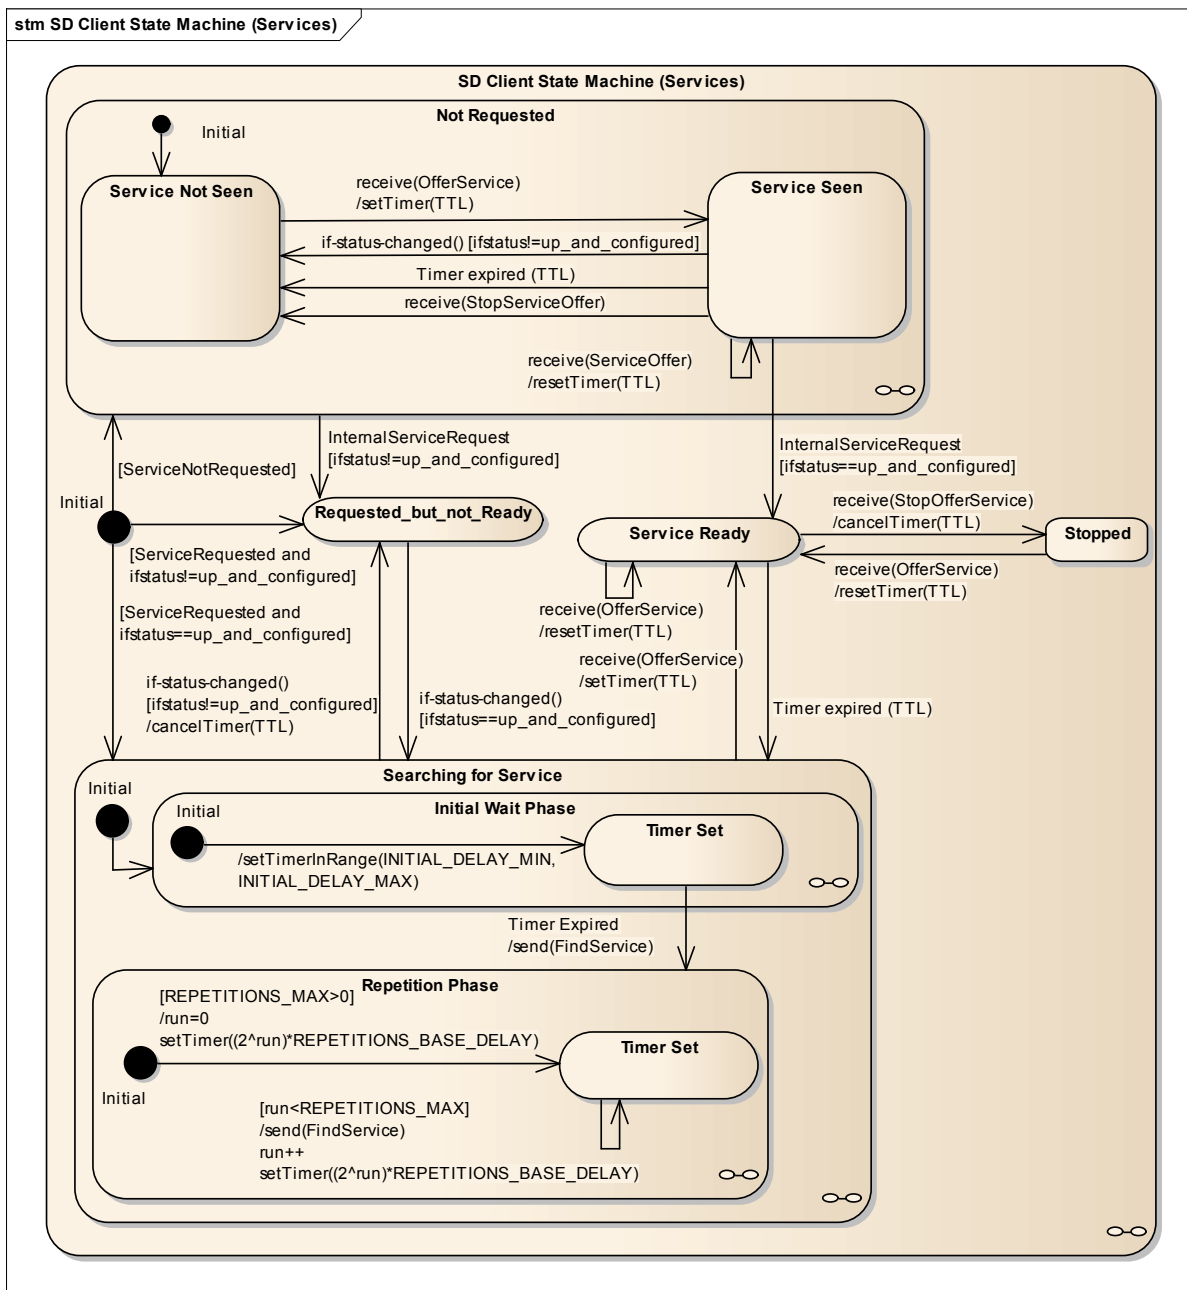 stm SD Client State Machine (Services)
SD Client State Machine (Services)
Not Requested
Initial
Service Not Seen
Service Seen
receive(OfferService)
/setTimer(TTL)
if-status-changed() [ifstatus!=up_and_configured]
Timer expired (TTL)
receive(StopServiceOffer)
receive(ServiceOffer)
/resetTimer(TTL)
InternalServiceRequest
[ifstatus!=up_and_configured]
InternalServiceRequest
[ifstatus==up_and_configured]
[ServiceNotRequested]
Initial
Requested_but_not_Ready
Service Ready
receive(StopOfferService)
/cancelTimer(TTL)
Stopped
receive(OfferService)
/resetTimer(TTL)
[ServiceRequested and
ifstatus!=up_and_configured]
[ServiceRequested and
ifstatus==up_and_configured]
receive(OfferService)
/resetTimer(TTL)
receive(OfferService)
/setTimer(TTL)
if-status-changed()
[ifstatus!=up_and_configured]
/cancelTimer(TTL)
if-status-changed()
[ifstatus==up_and_configured]
Timer expired (TTL)
Searching for Service
Initial
Initial Wait Phase
Initial
Timer Set
/setTimerInRange(INITIAL_DELAY_MIN,
INITIAL_DELAY_MAX)
Timer Expired
/send(FindService)
Repetition Phase
[REPETITIONS_MAX>0]
/run=0
setTimer((2^run)*REPETITIONS_BASE_DELAY)
Timer Set
Initial
[run<REPETITIONS_MAX]
/send(FindService)
run++
setTimer((2^run)*REPETITIONS_BASE_DELAY)